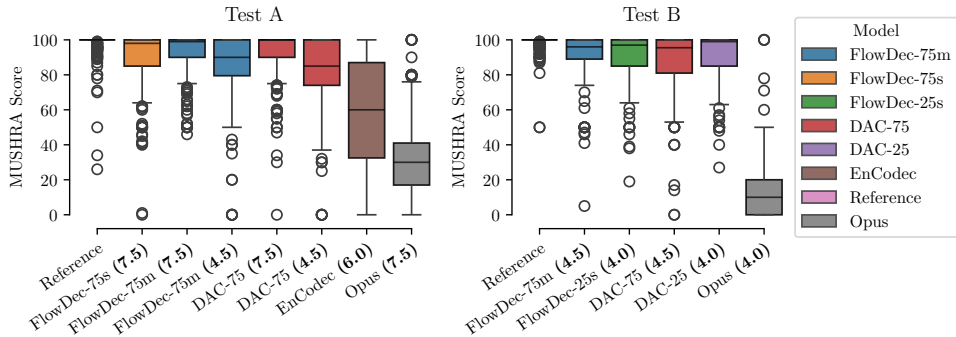 Test A
Test B
MUSHRA Score
100
80
60
40
20
0
Reference
FlowDec-75s (7.5)
FlowDec-75m (7.5)
FlowDec-75m (4.5)
DAC-75 (7.5)
DAC-75 (4.5)
EnCodec (6.0)
Opus (7.5)
MUSHRA Score
100
80
60
40
20
0
Reference
FlowDec-75m (4.5)
FlowDec-25s (4.0)
DAC-75 (4.5)
DAC-25 (4.0)
Opus (4.0)
Model
FlowDec-75m
FlowDec-75s
FlowDec-25s
DAC-75
DAC-25
EnCodec
Reference
Opus